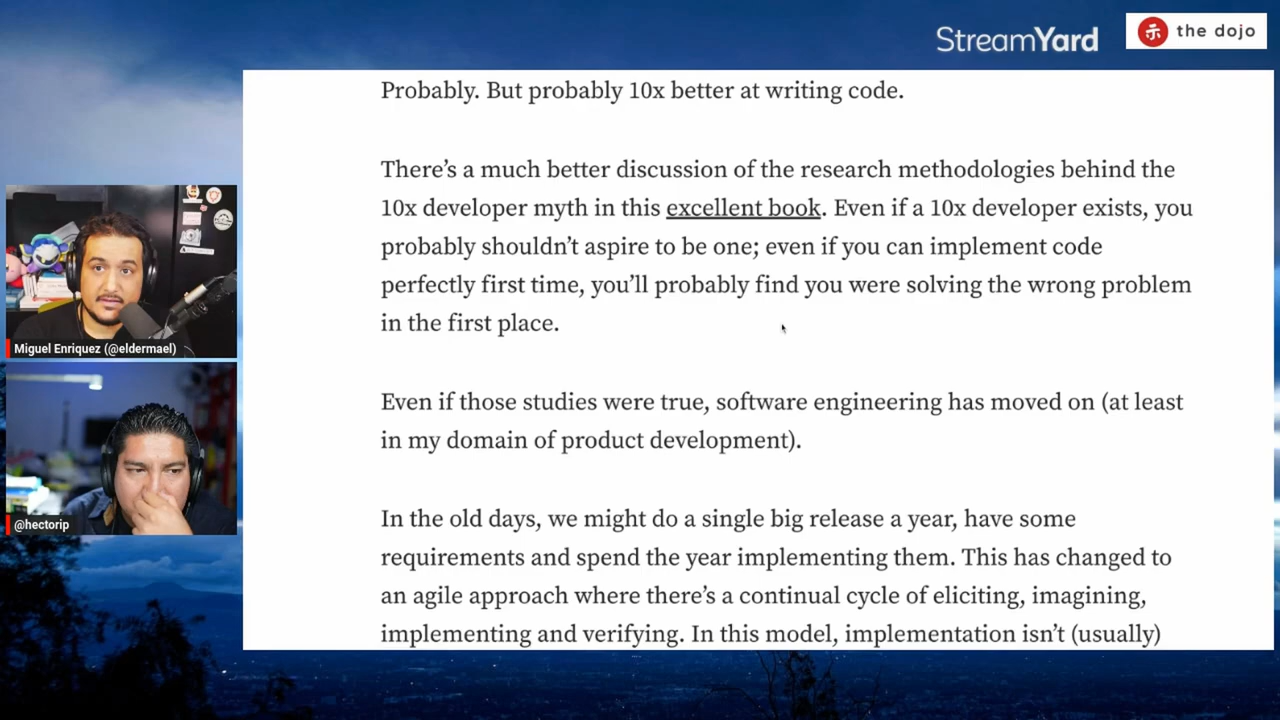 StreamYard
the dojo
Probably. But probably 10x better at writing code.
There’s a much better discussion of the research methodologies behind the
10x developer myth in this excellent book. Even if a 10x developer exists, you
probably shouldn’t aspire to be one; even if you can implement code
perfectly first time, you’ll probably find you were solving the wrong problem
in the first place.
Even if those studies were true, software engineering has moved on (at least
in my domain of product development).
In the old days, we might do a single big release a year, have some
requirements and spend the year implementing them. This has changed to
an agile approach where there’s a continual cycle of eliciting, imagining,
implementing and verifying. In this model, implementation isn’t (usually)
Miguel Enriquez (@eldermael)
@hectorip